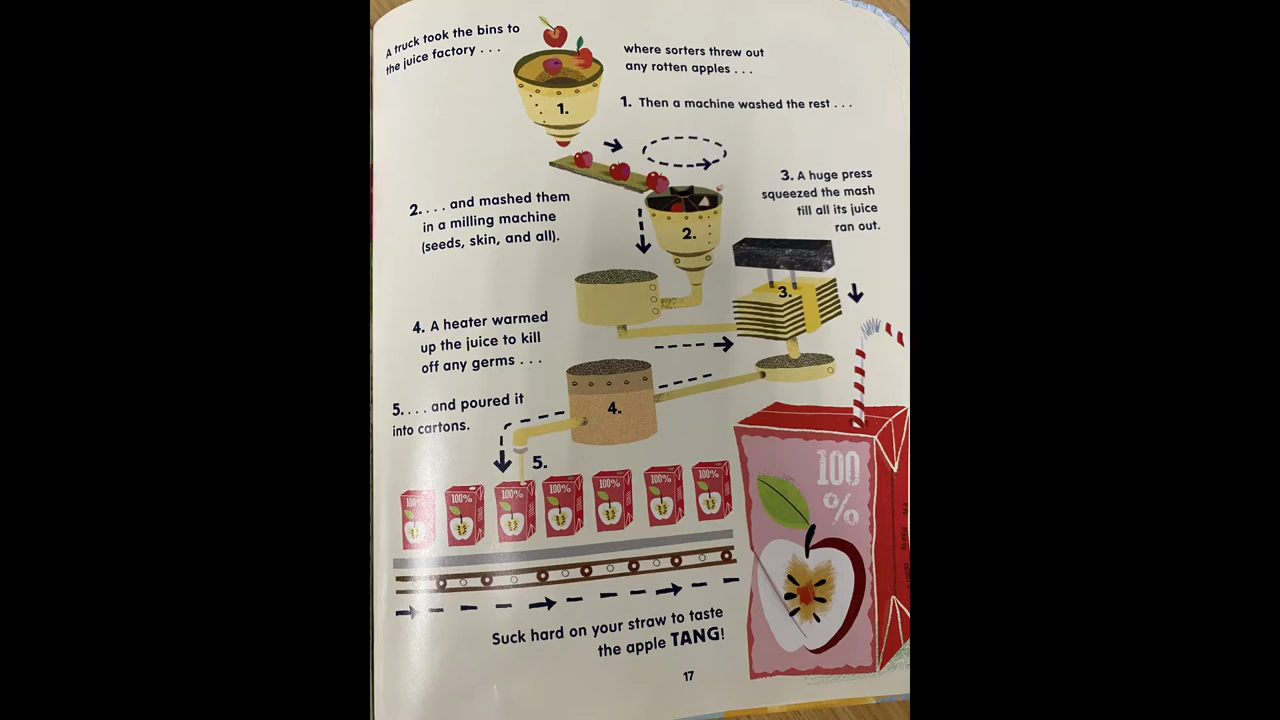 A truck took the bins to
the juice factory . . .
where sorters threw out
any rotten apples . . .
1.
1. Then a machine washed the rest . . .
2. . . . and mashed them
in a milling machine
(seeds, skin, and all).
2.
3. A huge press
squeezed the mash
till all its juice
ran out.
3.
4. A heater warmed
up the juice to kill
off any germs . . .
4.
5. . . . and poured it
into cartons.
5.
100%
100%
100%
100%
100%
100%
100%
100
%
Suck hard on your straw to taste
the apple TANG!
17